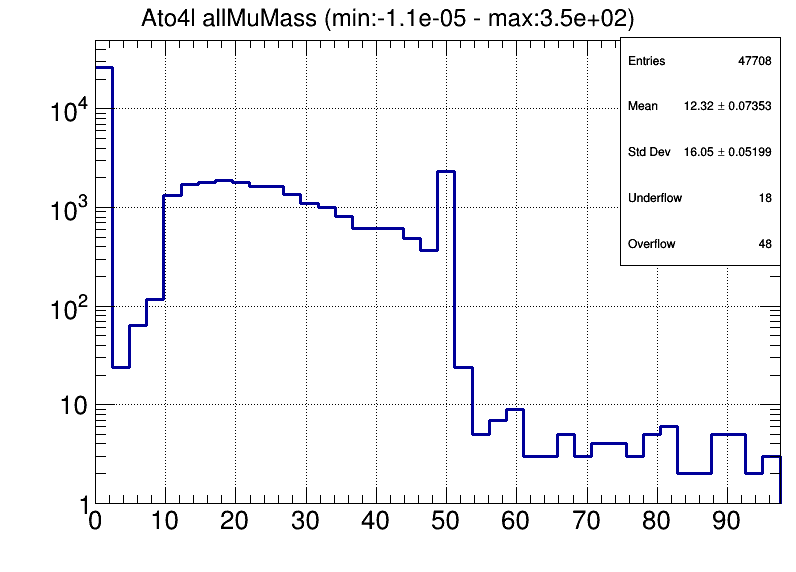 Ato4l allMuMass (min:-1.1e-05 - max:3.5e+02)
Entries 47708
Mean 12.32 ± 0.07353
Std Dev 16.05 ± 0.05199
Underflow 18
Overflow 48
10^4
10^3
10^2
10
1
0 10 20 30 40 50 60 70 80 90